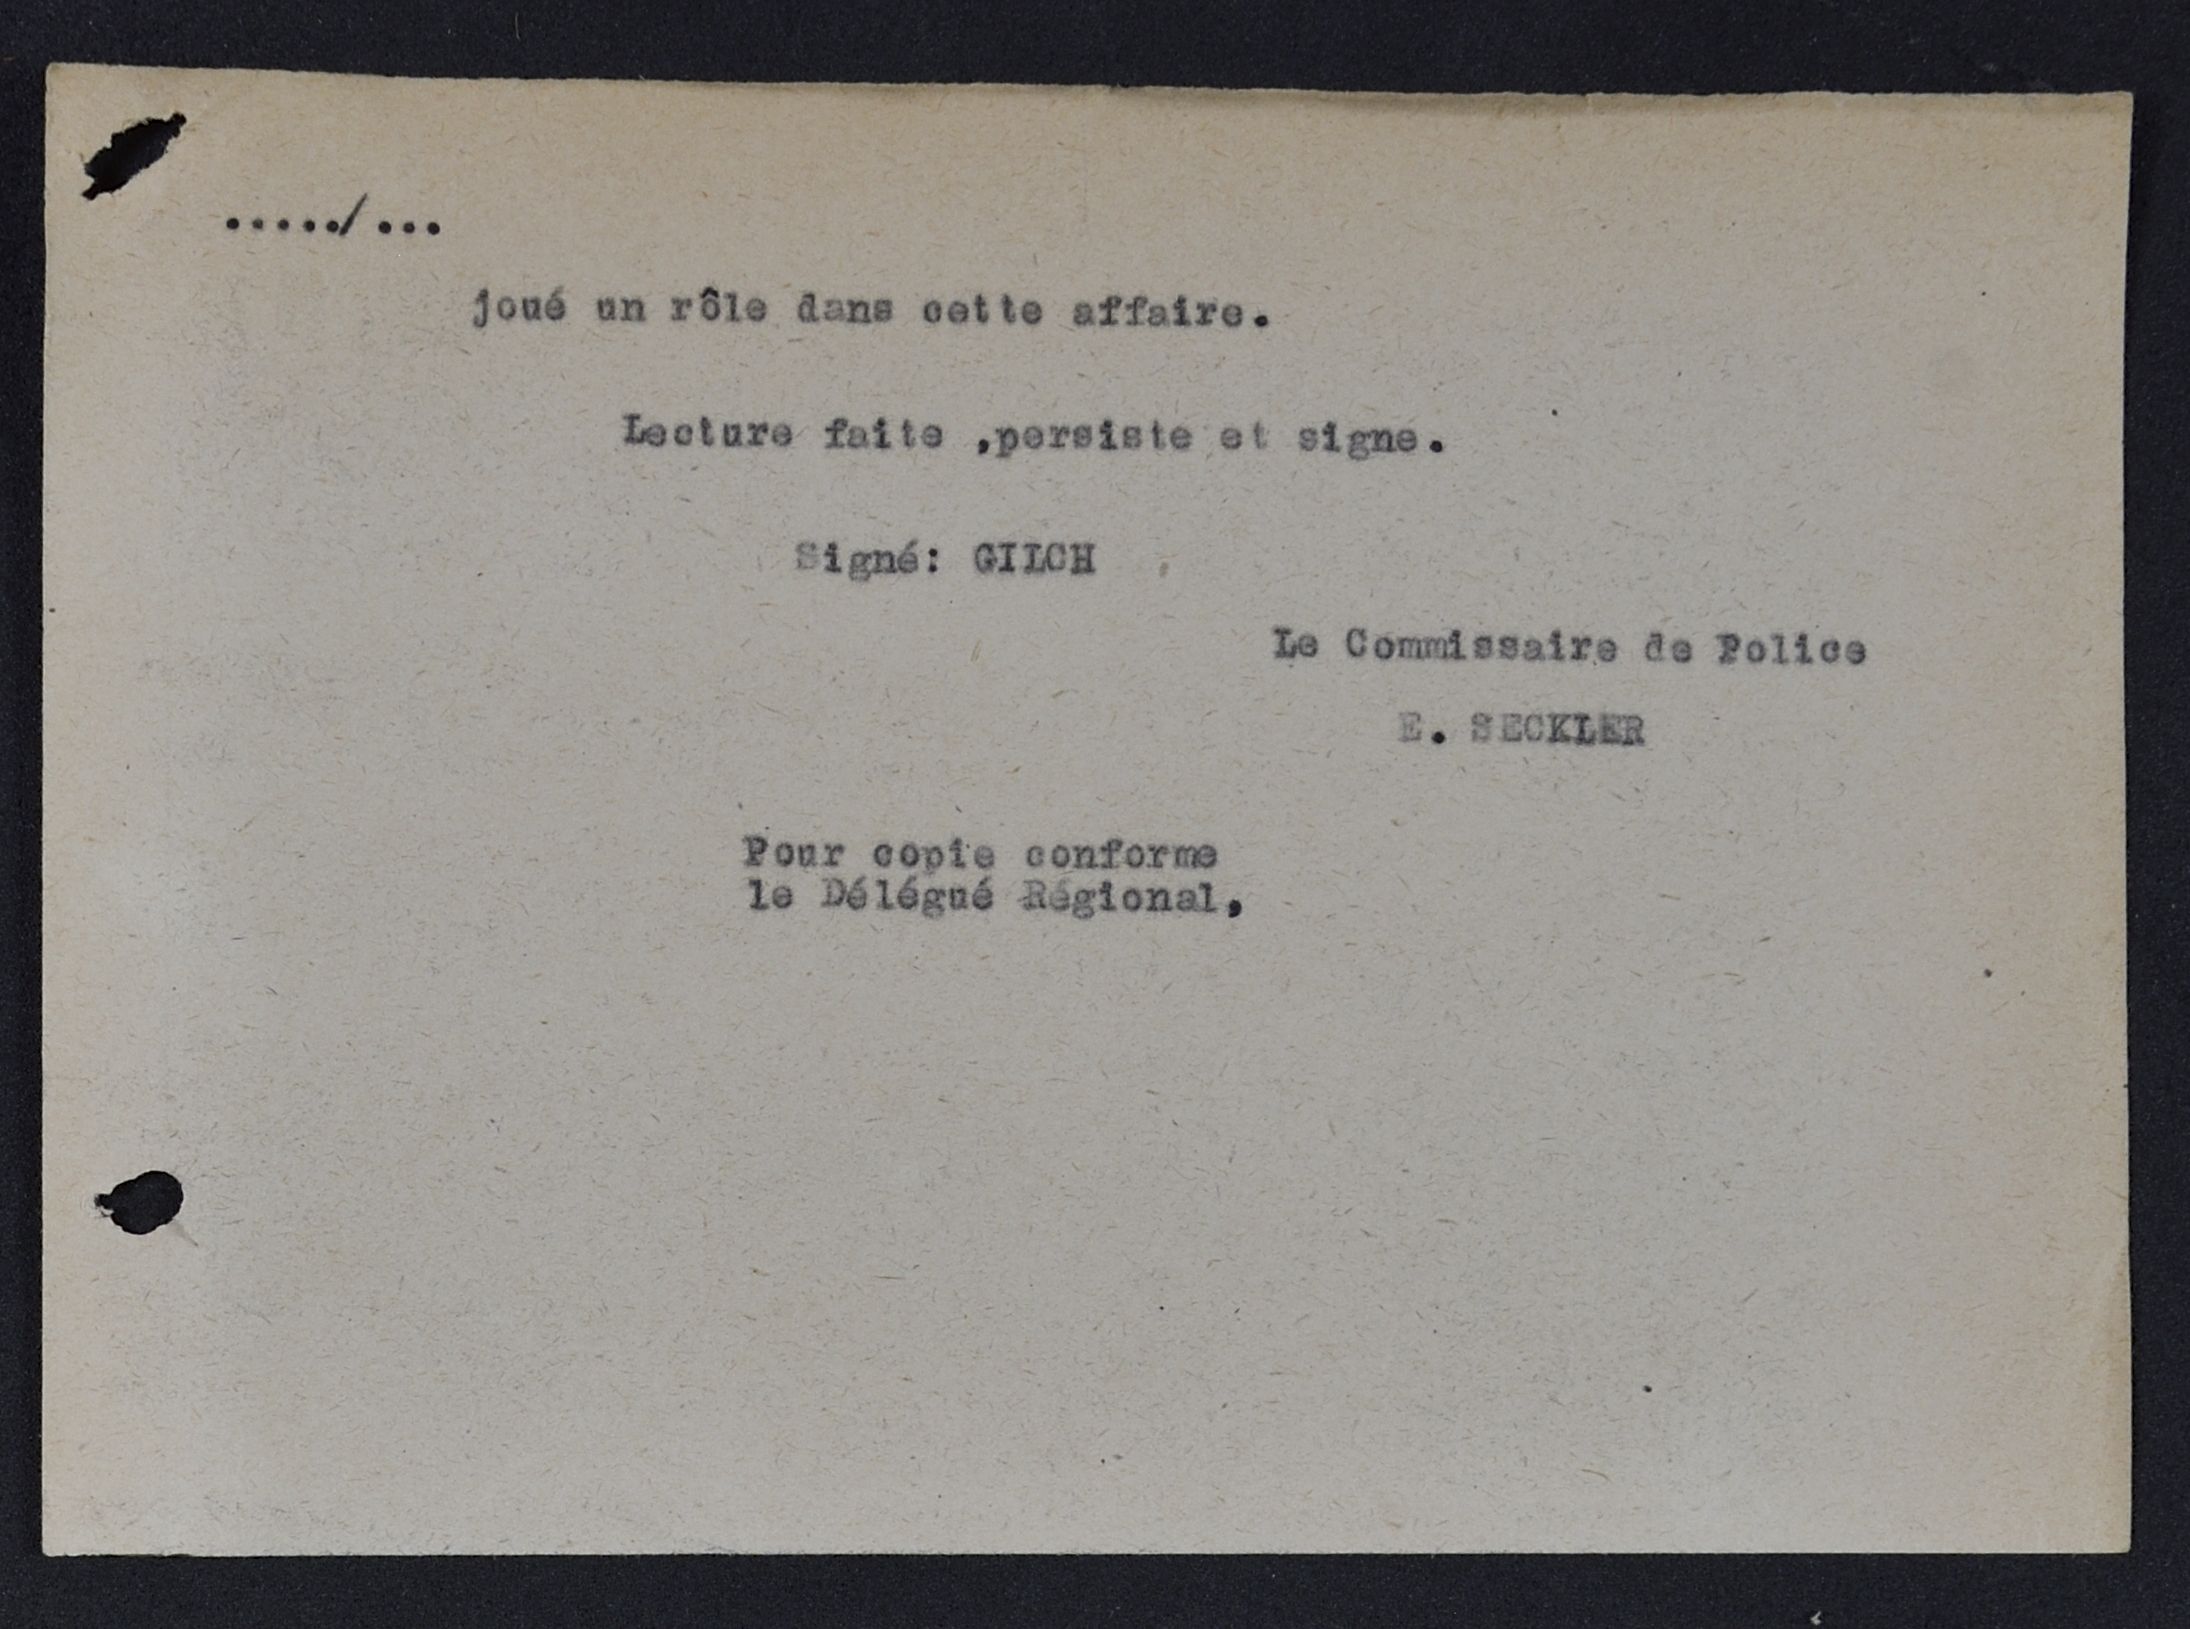 ...../...
joué un rôle dans cette affaire.
Lecture faite ,persiste et signe.
Signé: GILCH
Le Commissaire de Police
E. SECKLER
Pour copie conforme
le Délégué Régional,